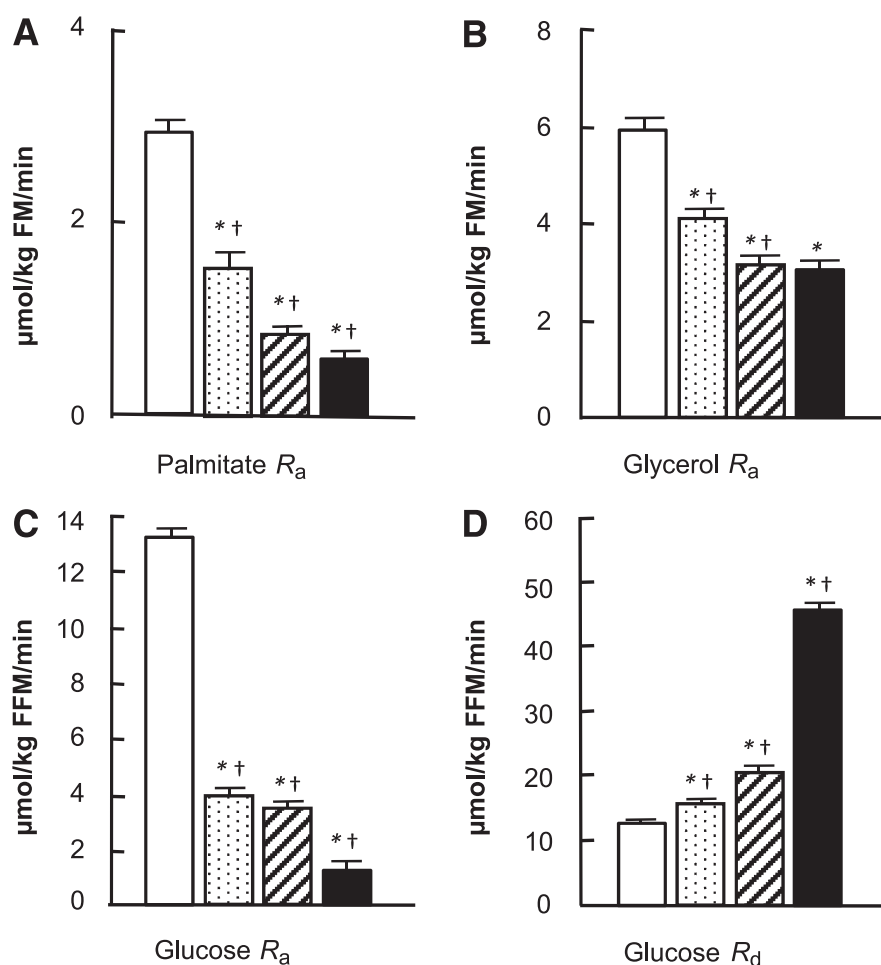 A
4
2
0
µmol/kg FM/min
* †
* †
* †
Palmitate Ra
B
8
6
4
2
0
µmol/kg FM/min
* †
* †
*
Glycerol Ra
C
14
12
10
8
6
4
2
0
µmol/kg FFM/min
* †
* †
* †
Glucose Ra
D
60
50
40
30
20
10
0
µmol/kg FFM/min
* †
* †
* †
Glucose Rd